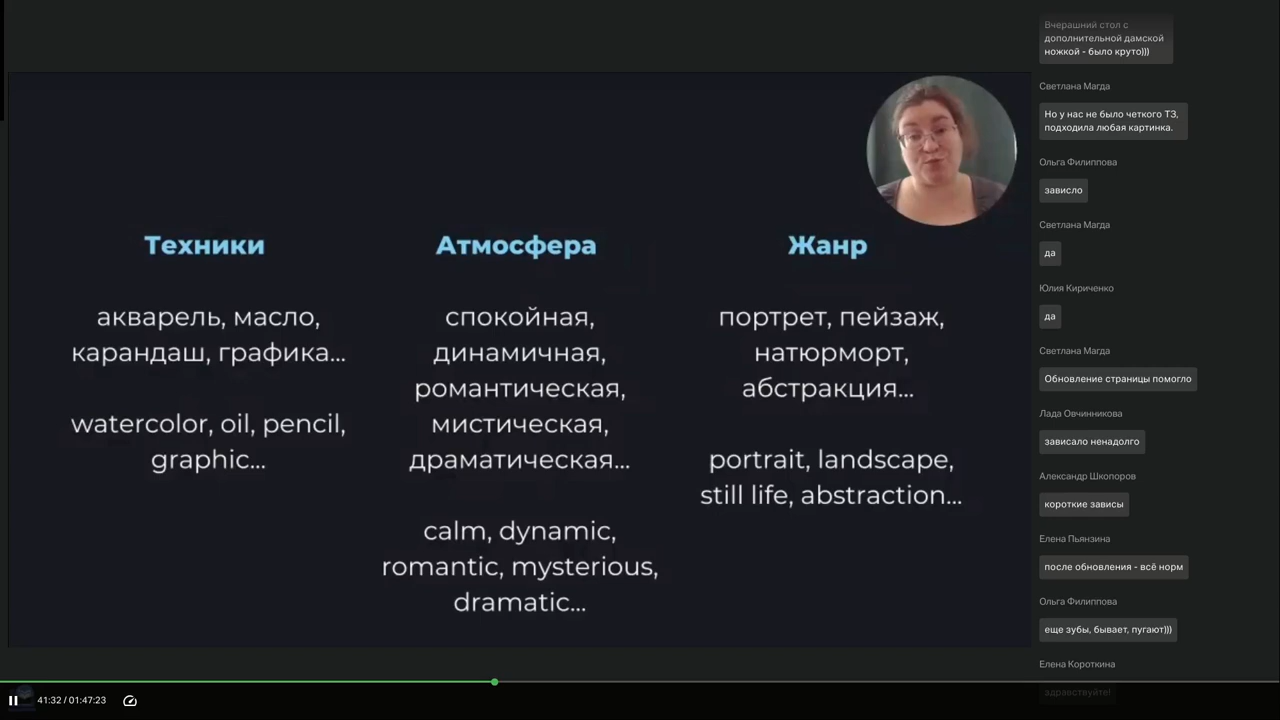 Техники
акварель, масло,
карандаш, графика...
watercolor, oil, pencil,
graphic...
Атмосфера
спокойная,
динамичная,
романтическая,
мистическая,
драматическая...
calm, dynamic,
romantic, mysterious,
dramatic...
Жанр
портрет, пейзаж,
натюрморт,
абстракция...
portrait, landscape,
still life, abstraction...
Вчерашний стол с
дополнительной дамской
ножкой - было круто)))
Светлана Магда
Но у нас не было четкого ТЗ,
подходила любая картинка.
Ольга Филиппова
зависло
Светлана Магда
да
Юлия Кириченко
да
Светлана Магда
Обновление страницы помогло
Лада Овчинникова
зависало ненадолго
Александр Шкопоров
короткие зависы
Елена Пьянзина
после обновления - всё норм
Ольга Филиппова
еще зубы, бывает, пугают)))
Елена Короткина
здравствуйте!
41:32 / 01:47:23